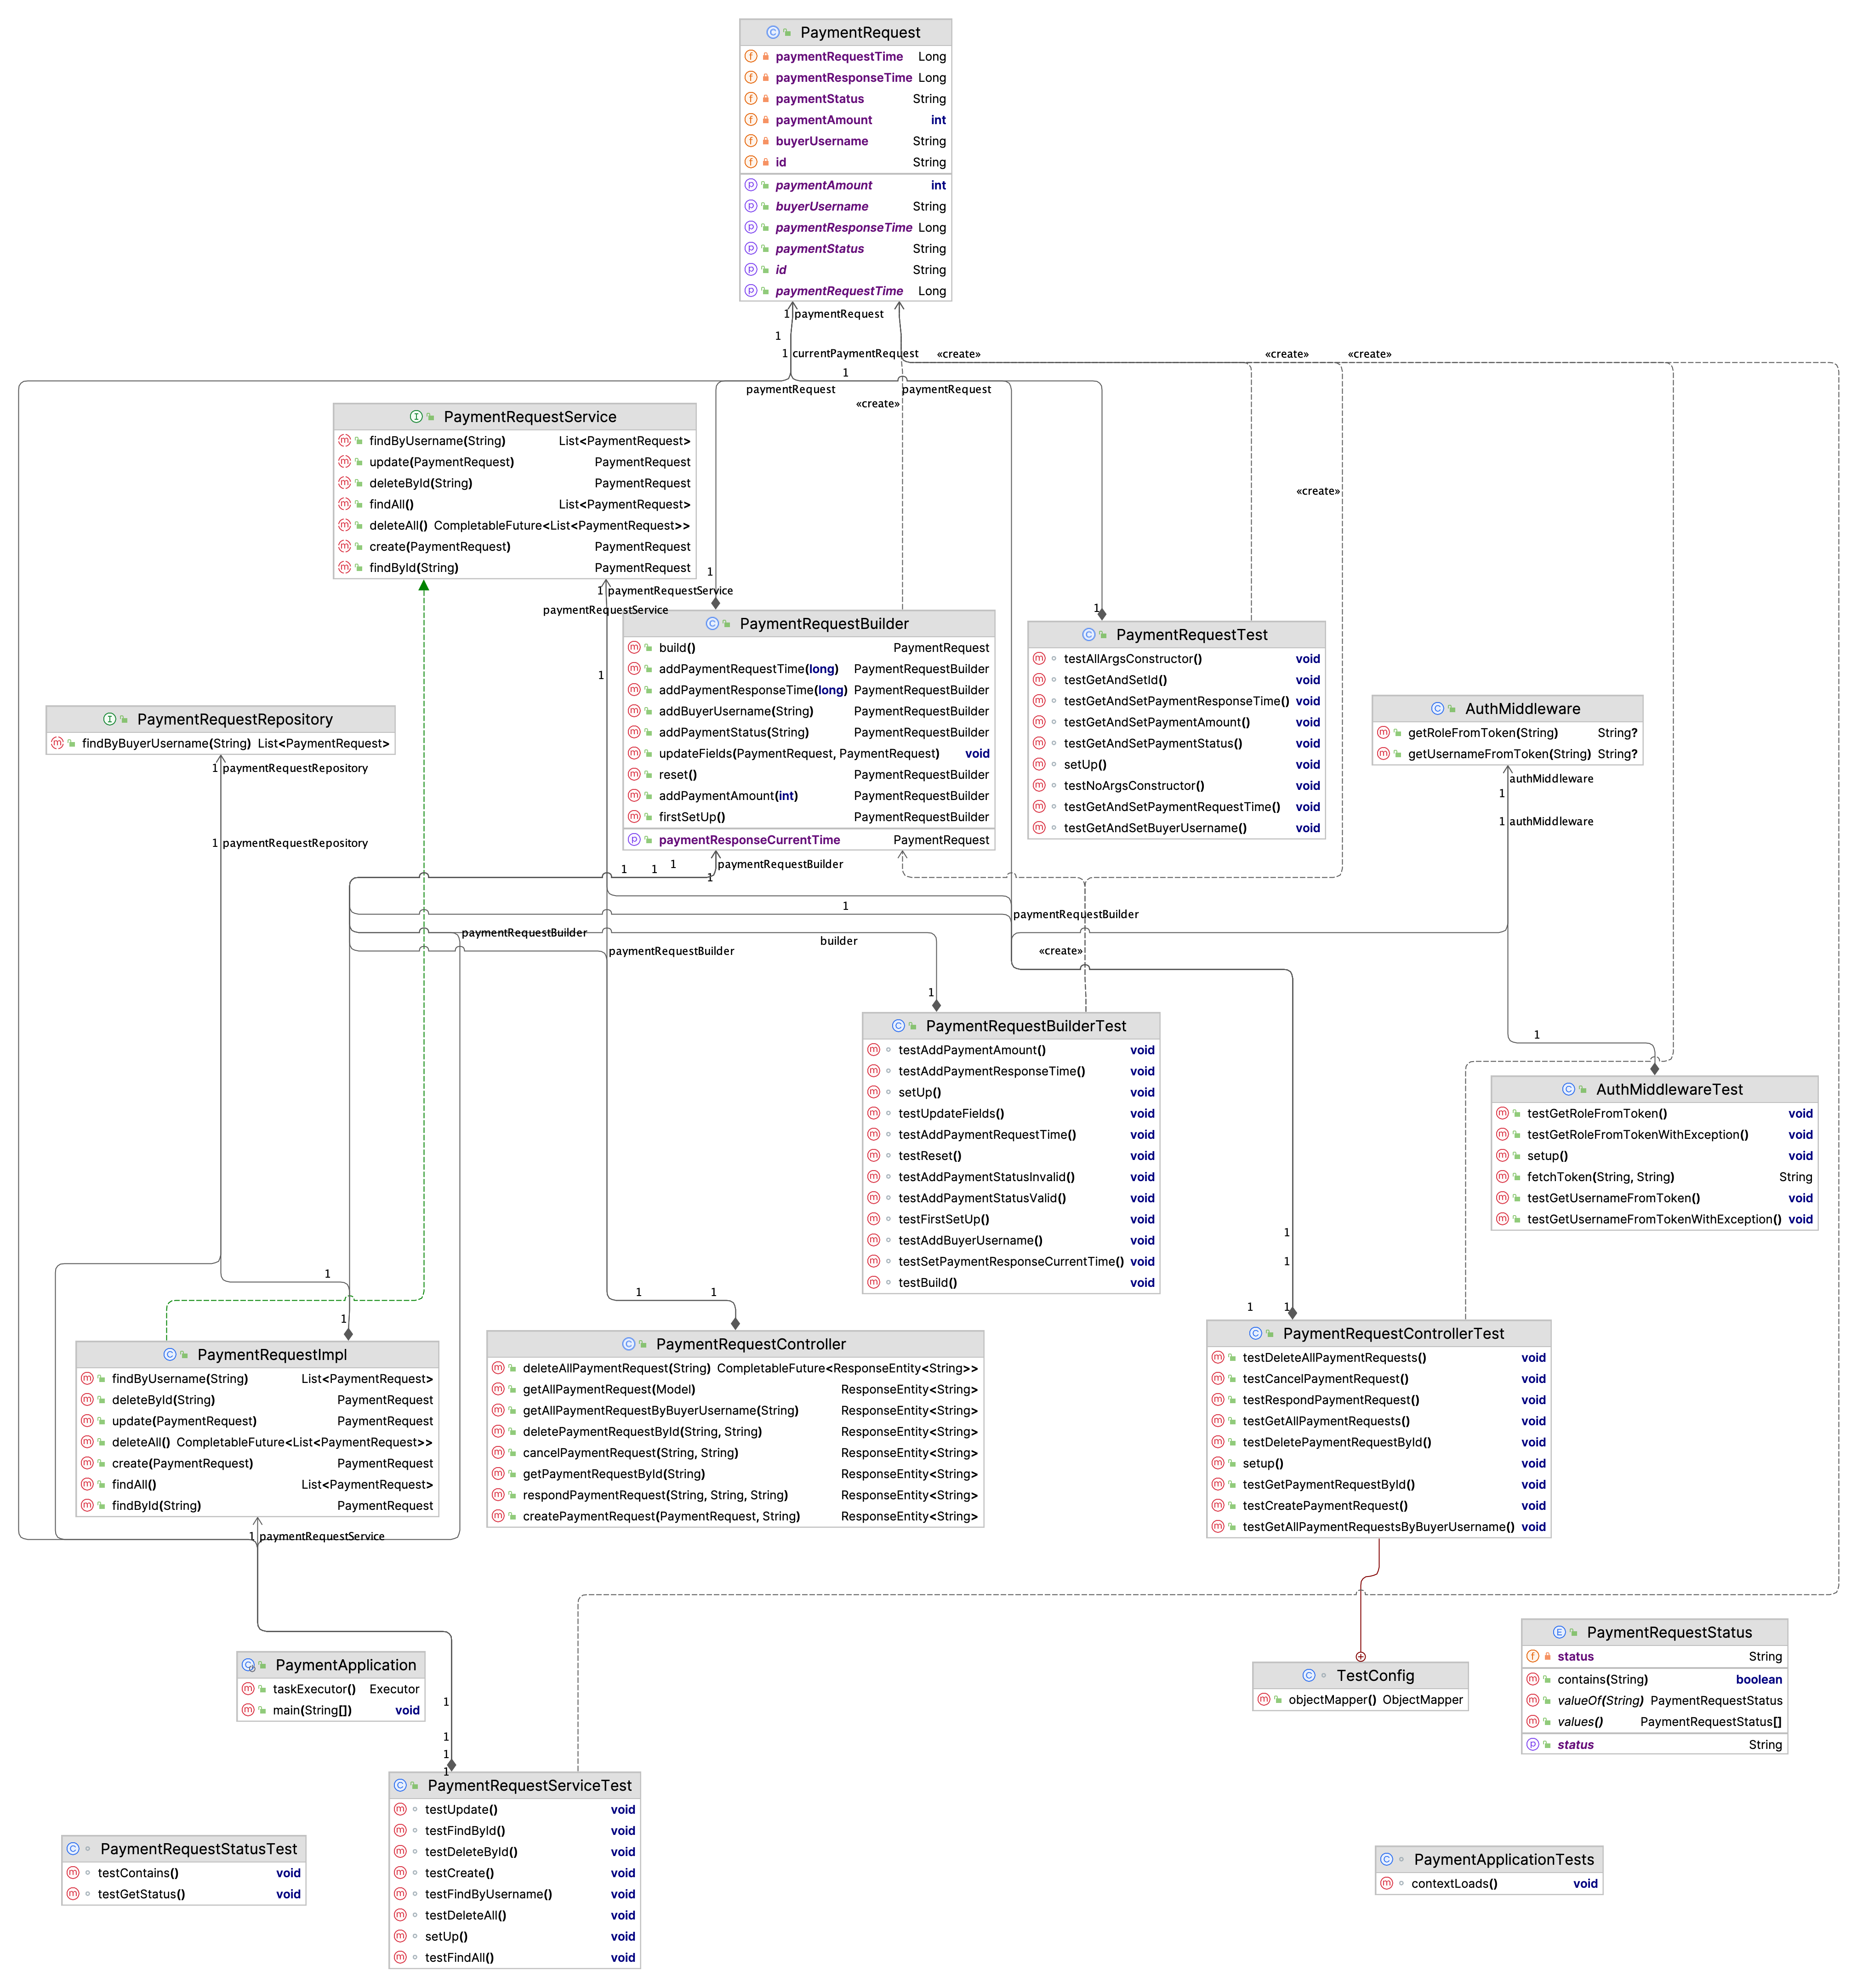 PaymentRequest
paymentRequestTime Long
paymentResponseTime Long
paymentStatus String
paymentAmount int
buyerUsername String
id String
paymentAmount int
buyerUsername String
paymentResponseTime Long
paymentStatus String
id String
paymentRequestTime Long
1 paymentRequest
1
1 currentPaymentRequest «create» «create» «create»
1
paymentRequest paymentRequest
«create»
PaymentRequestService
findByUsername(String) List<PaymentRequest>
update(PaymentRequest) PaymentRequest
deleteById(String) PaymentRequest
findAll() List<PaymentRequest>
deleteAll() CompletableFuture<List<PaymentRequest>>
create(PaymentRequest) PaymentRequest
findById(String) PaymentRequest
«create»
1
1 paymentRequestService
paymentRequestService
1
1
PaymentRequestBuilder
build() PaymentRequest
addPaymentRequestTime(long) PaymentRequestBuilder
addPaymentResponseTime(long) PaymentRequestBuilder
addBuyerUsername(String) PaymentRequestBuilder
addPaymentStatus(String) PaymentRequestBuilder
updateFields(PaymentRequest, PaymentRequest) void
reset() PaymentRequestBuilder
addPaymentAmount(int) PaymentRequestBuilder
firstSetUp() PaymentRequestBuilder
paymentResponseCurrentTime PaymentRequest
PaymentRequestTest
testAllArgsConstructor() void
testGetAndSetId() void
testGetAndSetPaymentResponseTime() void
testGetAndSetPaymentAmount() void
testGetAndSetPaymentStatus() void
setUp() void
testNoArgsConstructor() void
testGetAndSetPaymentRequestTime() void
testGetAndSetBuyerUsername() void
PaymentRequestRepository
findByBuyerUsername(String) List<PaymentRequest>
1 paymentRequestRepository
1 paymentRequestRepository
AuthMiddleware
getRoleFromToken(String) String?
getUsernameFromToken(String) String?
authMiddleware
1
1 authMiddleware
1 1 1 paymentRequestBuilder
1
1
paymentRequestBuilder
paymentRequestBuilder
builder
paymentRequestBuilder
«create»
1
1
PaymentRequestBuilderTest
testAddPaymentAmount() void
testAddPaymentResponseTime() void
setUp() void
testUpdateFields() void
testAddPaymentRequestTime() void
testReset() void
testAddPaymentStatusInvalid() void
testAddPaymentStatusValid() void
testFirstSetUp() void
testAddBuyerUsername() void
testSetPaymentResponseCurrentTime() void
testBuild() void
AuthMiddlewareTest
testGetRoleFromToken() void
testGetRoleFromTokenWithException() void
setup() void
fetchToken(String, String) String
testGetUsernameFromToken() void
testGetUsernameFromTokenWithException() void
1
1
1
1
1 1
1 1
PaymentRequestImpl
findByUsername(String) List<PaymentRequest>
deleteById(String) PaymentRequest
update(PaymentRequest) PaymentRequest
deleteAll() CompletableFuture<List<PaymentRequest>>
create(PaymentRequest) PaymentRequest
findAll() List<PaymentRequest>
findById(String) PaymentRequest
1 paymentRequestService
PaymentRequestController
deleteAllPaymentRequest(String) CompletableFuture<ResponseEntity<String>>
getAllPaymentRequest(Model) ResponseEntity<String>
getAllPaymentRequestByBuyerUsername(String) ResponseEntity<String>
deletePaymentRequestById(String, String) ResponseEntity<String>
cancelPaymentRequest(String, String) ResponseEntity<String>
getPaymentRequestById(String) ResponseEntity<String>
respondPaymentRequest(String, String, String) ResponseEntity<String>
createPaymentRequest(PaymentRequest, String) ResponseEntity<String>
PaymentRequestControllerTest
testDeleteAllPaymentRequests() void
testCancelPaymentRequest() void
testRespondPaymentRequest() void
testGetAllPaymentRequests() void
testDeletePaymentRequestById() void
setup() void
testGetPaymentRequestById() void
testCreatePaymentRequest() void
testGetAllPaymentRequestsByBuyerUsername() void
PaymentApplication
taskExecutor() Executor
main(String[]) void
TestConfig
objectMapper() ObjectMapper
PaymentRequestStatus
status String
contains(String) boolean
valueOf(String) PaymentRequestStatus
values() PaymentRequestStatus[]
status String
1
1
1
1
PaymentRequestServiceTest
testUpdate() void
testFindById() void
testDeleteById() void
testCreate() void
testFindByUsername() void
testDeleteAll() void
setUp() void
testFindAll() void
PaymentRequestStatusTest
testContains() void
testGetStatus() void
PaymentApplicationTests
contextLoads() void